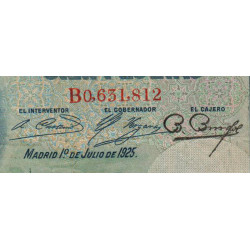 B0,631,812
EL INTERVENTOR EL GOBERNADOR EL CAJERO
MADRID 1º DE JULIO DE 1925.